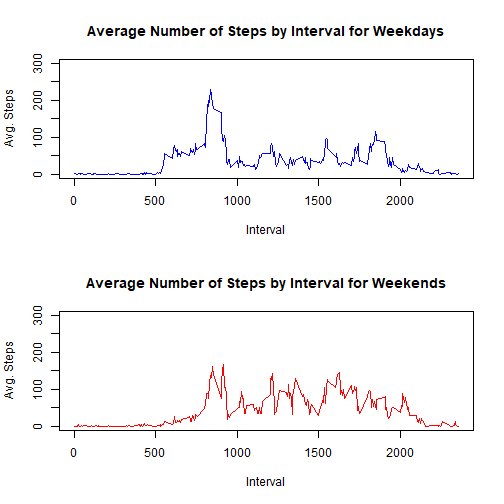 Average Number of Steps by Interval for Weekdays
Avg. Steps
300
200
100
0
0 500 1000 1500 2000
Interval
Average Number of Steps by Interval for Weekends
Avg. Steps
300
200
100
0
0 500 1000 1500 2000
Interval